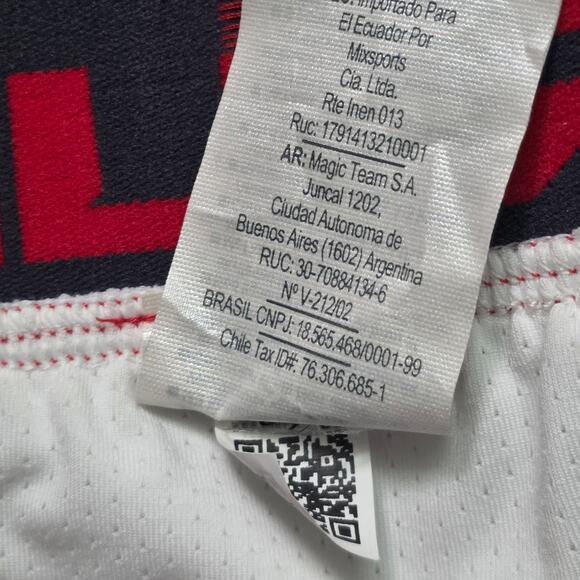 Importado Para
El Ecuador Por
Mixsports
Cia. Ltda.
Rte Inen 013
Ruc: 1791413210001
AR: Magic Team S.A.
Juncal 1202,
Ciudad Autonoma de
Buenos Aires (1602) Argentina
RUC: 30-70884134-6
Nº V-212/02
BRASIL CNPJ: 18.565.468/0001-99
Chile Tax ID#: 76.306.685-1